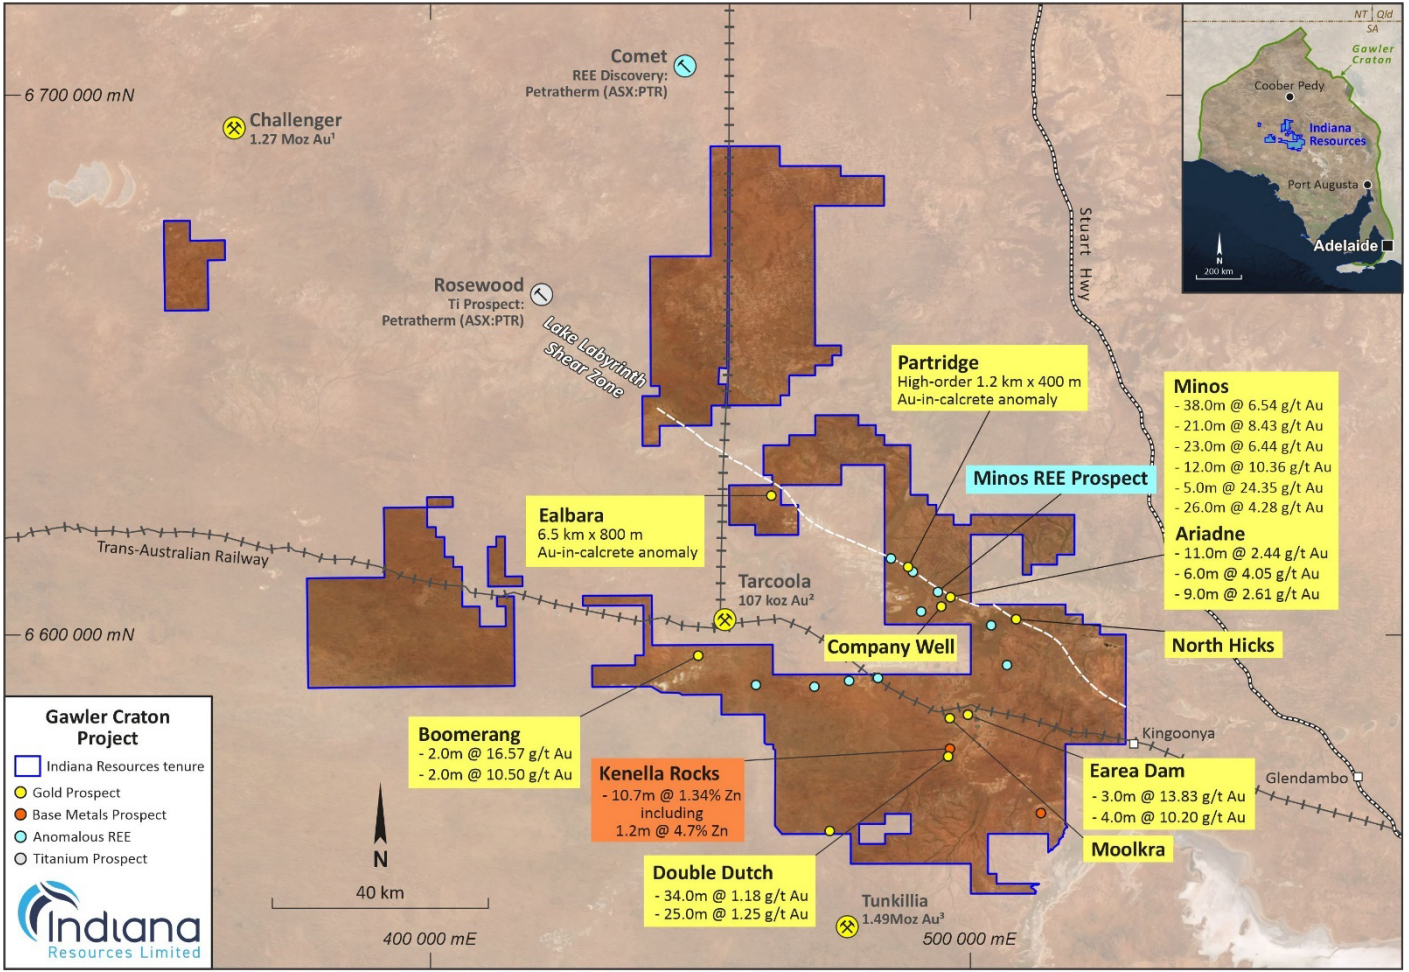 Comet
REE Discovery:
Petratherm (ASX:PTR)
6 700 000 mN
Challenger
1.27 Moz Au¹
NT Qld
SA
Gawler
Craton
Coober Pedy
Indiana
Resources
Port Augusta
Adelaide
N
200 km
Stuart Hwy
Rosewood
Ti Prospect:
Petratherm (ASX:PTR)
Lake Labyrinth
Shear Zone
Partridge
High-order 1.2 km x 400 m
Au-in-calcrete anomaly
Minos
- 38.0m @ 6.54 g/t Au
- 21.0m @ 8.43 g/t Au
- 23.0m @ 6.44 g/t Au
- 12.0m @ 10.36 g/t Au
- 5.0m @ 24.35 g/t Au
- 26.0m @ 4.28 g/t Au
Ariadne
- 11.0m @ 2.44 g/t Au
- 6.0m @ 4.05 g/t Au
- 9.0m @ 2.61 g/t Au
Minos REE Prospect
Ealbara
6.5 km x 800 m
Au-in-calcrete anomaly
Trans-Australian Railway
Tarcoola
107 koz Au²
6 600 000 mN
Company Well
North Hicks
Boomerang
- 2.0m @ 16.57 g/t Au
- 2.0m @ 10.50 g/t Au
Kingoonya
Glendambo
Kenella Rocks
- 10.7m @ 1.34% Zn
including
1.2m @ 4.7% Zn
Earea Dam
- 3.0m @ 13.83 g/t Au
- 4.0m @ 10.20 g/t Au
Moolkra
Double Dutch
- 34.0m @ 1.18 g/t Au
- 25.0m @ 1.25 g/t Au
Tunkillia
1.49Moz Au³
Gawler Craton
Project
Indiana Resources tenure
Gold Prospect
Base Metals Prospect
Anomalous REE
Titanium Prospect
Indiana
Resources Limited
N
40 km
400 000 mE
500 000 mE